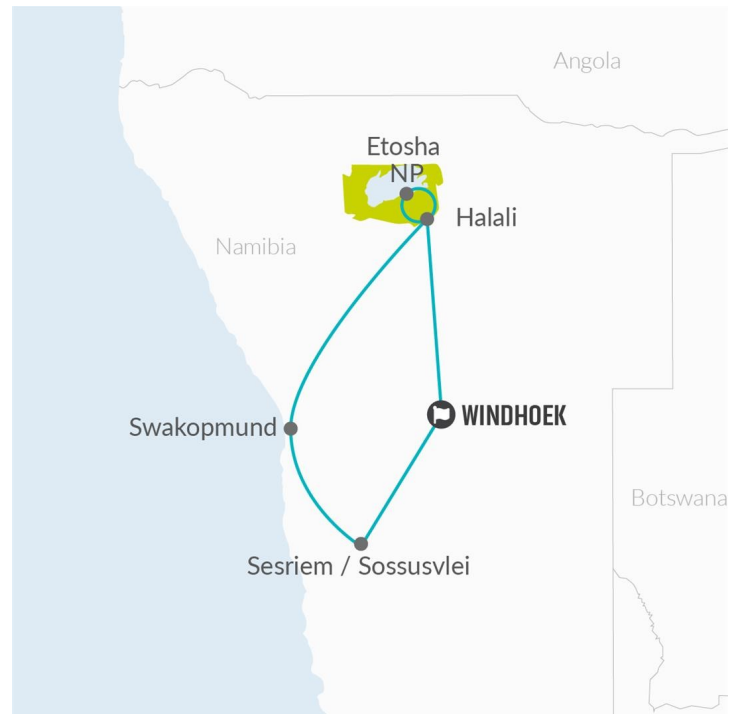 Angola
Etosha
NP
Halali
Namibia
Swakopmund
WINDHOEK
Botswana
Sesriem / Sossusvlei